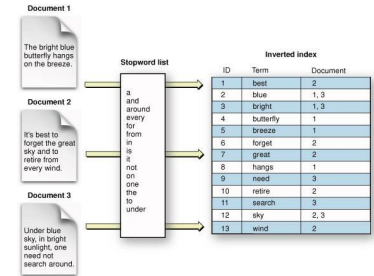 Document 1
The bright blue
butterfly hangs
on the breeze.
Document 2
It's best to
forget the great
sky and to
retire from
every wind.
Document 3
Under blue
sky, in bright
sunlight, one
need not
search around.
Stopword list
a
and
around
every
for
from
in
is
it
not
on
one
the
to
under
Inverted index
ID Term Document
1 best 2
2 blue 1, 3
3 bright 1, 3
4 butterfly 1
5 breeze 1
6 forget 2
7 great 2
8 hangs 1
9 need 3
10 retire 2
11 search 3
12 sky 2, 3
13 wind 2